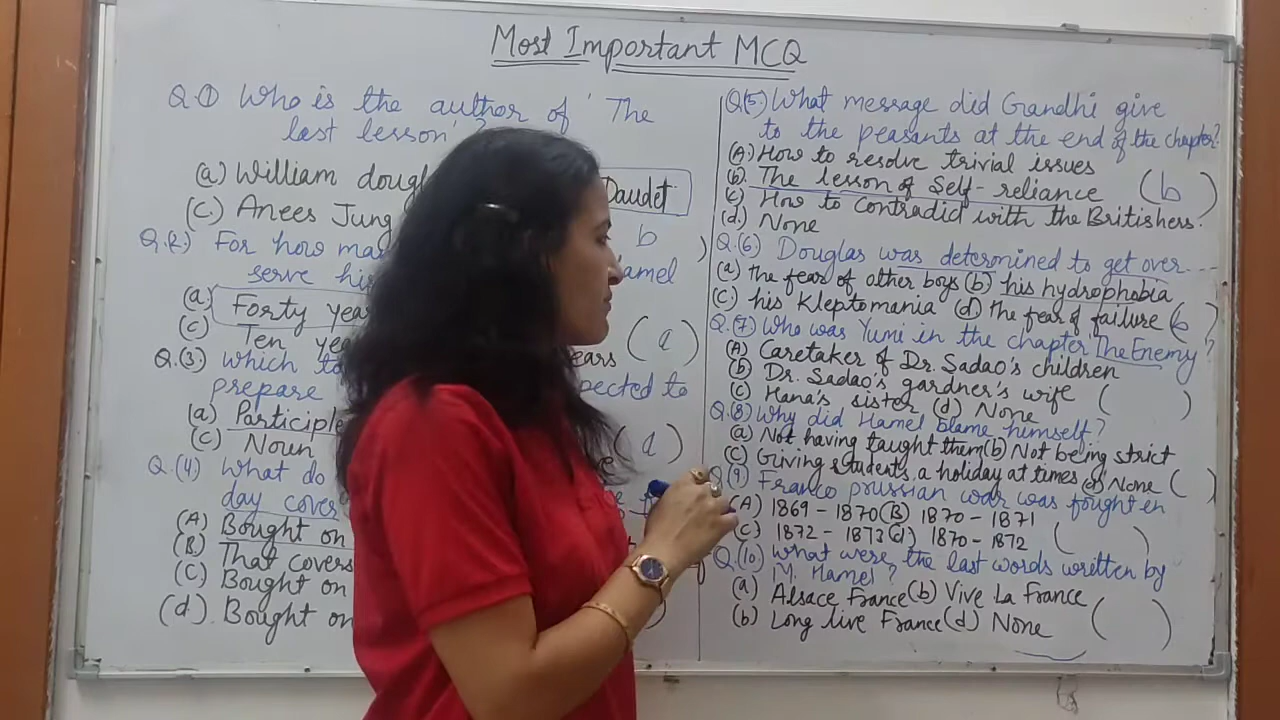 Most Important MCQ
Q.① Who is the author of 'The
last lesson'?
(a) William doug
Daudet
(C) Anees Jung
b )
Q.2) For how ma
amel
serve his
(a) Forty yea
(C) Ten ye
ears (a)
Q.(3) which to
pected to
prepare
(a) Participle
(C) Noun
(a)
Q.(4) What do
day cover
(A) Bought on
(B) That covers
(C) Bought on
(d). Bought on
Q(5) What message did Gandhi give
to the peasants at the end of the chapter?
(A) How to resolve trivial issues
(b). The lesson of Self-reliance (b)
(c) How to contradict with the Britishers.
(d.) None
Q.(6) Douglas was determined to get over....
(a) the fear of other boys (b) his hydrophobia
(C) his Kleptomania (d) the fear of failure (b)
Q.(7) Who was Yumi in the chapter The Enemy?
(A) Caretaker of Dr. Sadao's children
(b) Dr. Sadao's gardner's wife
(c) Hana's sister (d) None ( )
Q.(8) Why did Hamel blame himself?
(a) Not having taught them (b) Not being strict
(C) Giving students a holiday at times (d) None ( )
Q(9) Franco prussian war was fought in
(A) 1869 - 1870 (B) 1870 - 1871
(C) 1872 - 1873 (d) 1870 - 1872 ( )
Q.(10) What were the last words written by
M. Hamel?
(a) Alsace France (b) Vive La France
(b) Long live France (d) None ( )